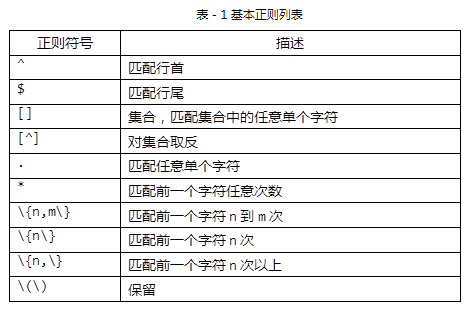 表－1 基本正则列表
正则符号 描述
^ 匹配行首
$ 匹配行尾
[] 集合，匹配集合中的任意单个字符
[^] 对集合取反
. 匹配任意单个字符
* 匹配前一个字符任意次数
\{n,m\} 匹配前一个字符n到m次
\{n\} 匹配前一个字符n次
\{n,\} 匹配前一个字符n次以上
\(\) 保留